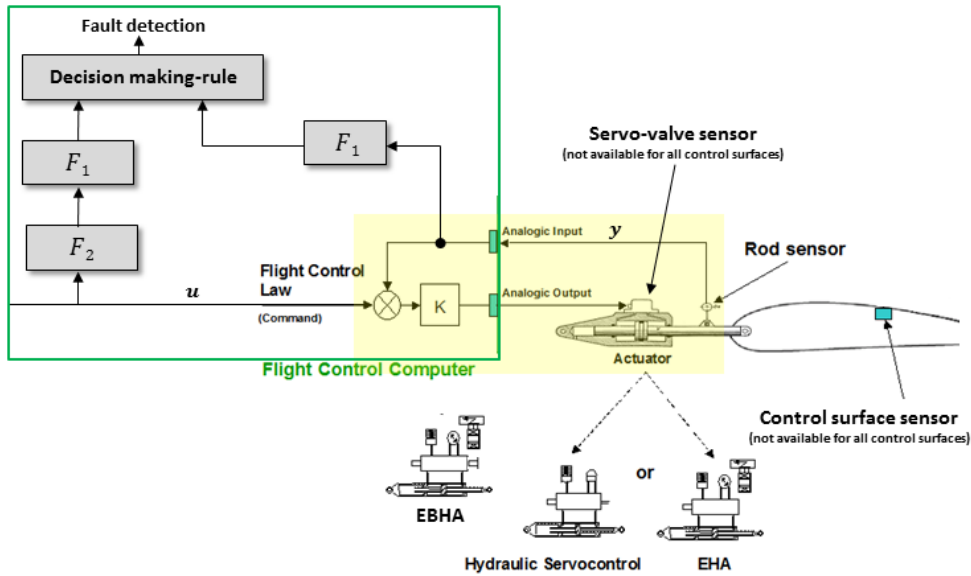 Fault detection
Decision making-rule
F₁
F₁
F₂
Servo-valve sensor
(not available for all control surfaces)
Analogic Input
y
Rod sensor
Flight Control
Law
(Command)
u
K
Analogic Output
Actuator
Flight Control Computer
Control surface sensor
(not available for all control surfaces)
EBHA
or
Hydraulic Servocontrol
EHA